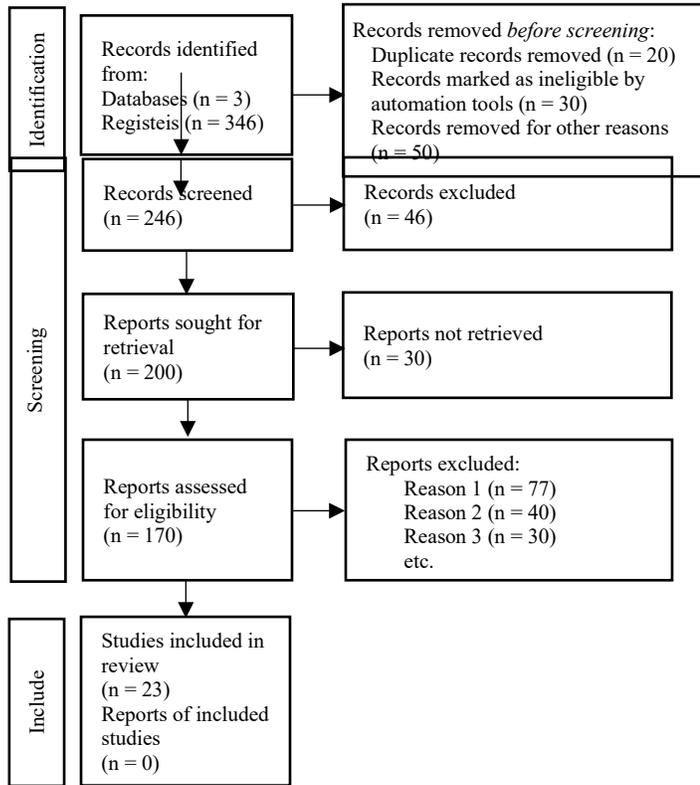 Identification
Records identified
from:
Databases (n = 3)
Registeis (n = 346)
Records removed before screening:
Duplicate records removed (n = 20)
Records marked as ineligible by
automation tools (n = 30)
Records removed for other reasons
(n = 50)
Screening
Records screened
(n = 246)
Records excluded
(n = 46)
Reports sought for
retrieval
(n = 200)
Reports not retrieved
(n = 30)
Reports assessed
for eligibility
(n = 170)
Reports excluded:
Reason 1 (n = 77)
Reason 2 (n = 40)
Reason 3 (n = 30)
etc.
Include
Studies included in
review
(n = 23)
Reports of included
studies
(n = 0)